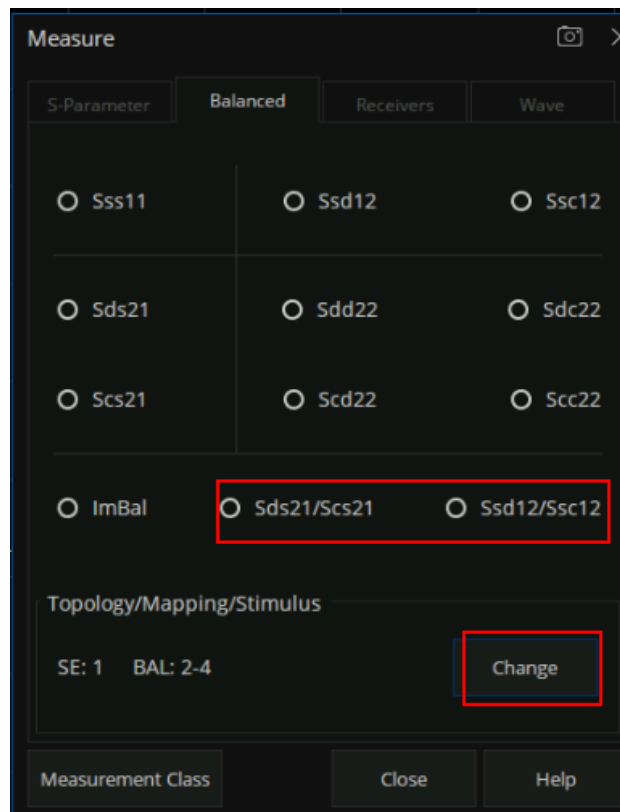 Measure
S-Parameter Balanced Receivers Wave
Sss11 Ssd12 Ssc12
Sds21 Sdd22 Sdc22
Scs21 Scd22 Scc22
ImBal Sds21/Scs21 Ssd12/Ssc12
Topology/Mapping/Stimulus
SE: 1 BAL: 2-4 Change
Measurement Class Close Help